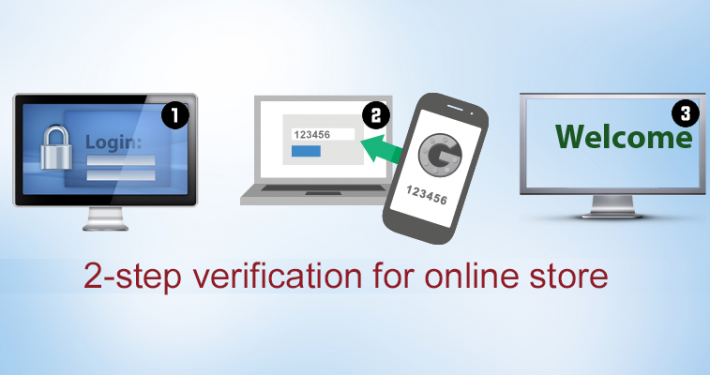 1
Login:
2
123456
G
123456
3
Welcome
2-step verification for online store